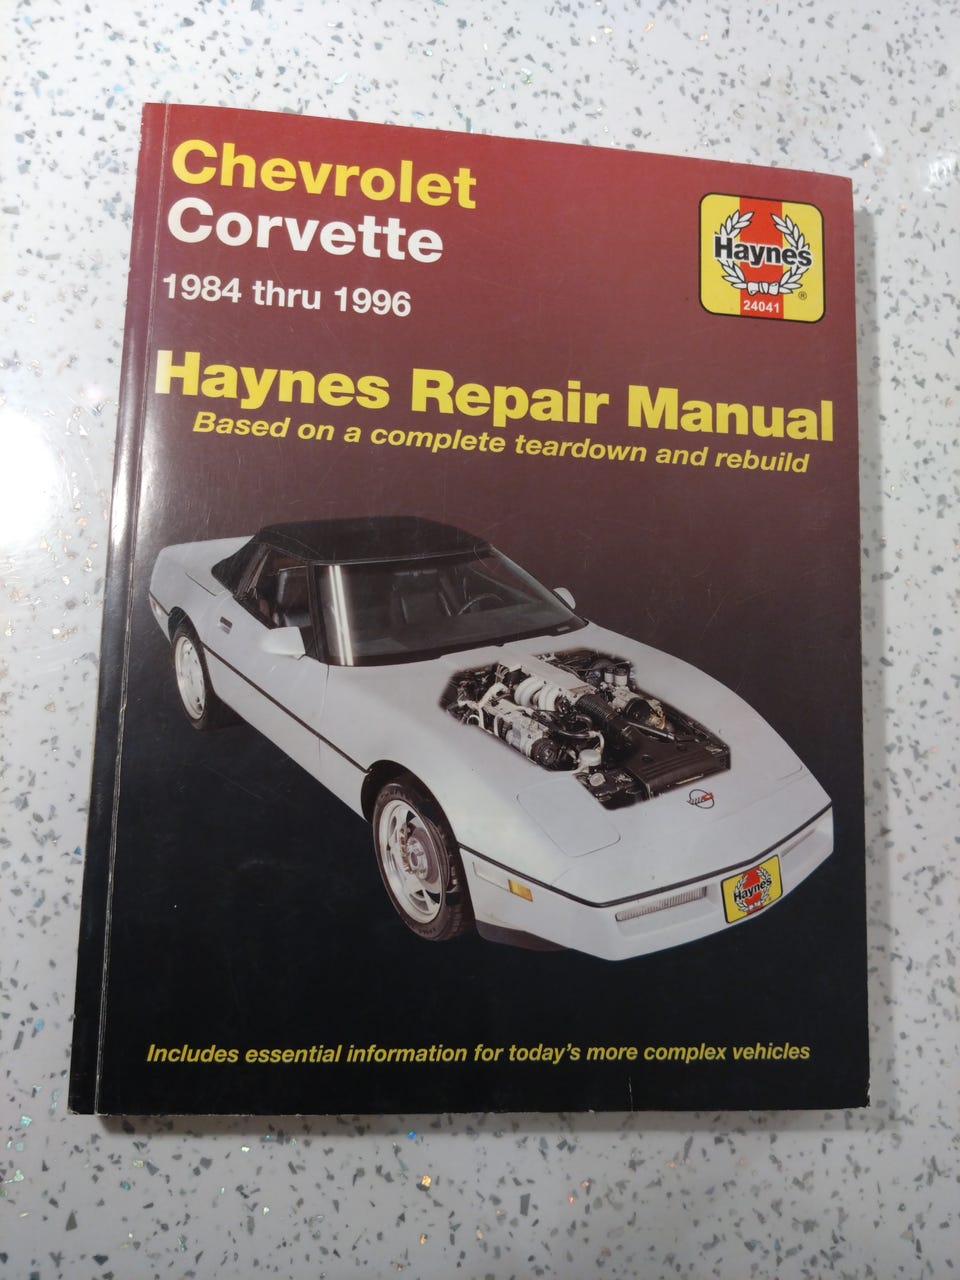 Chevrolet
Corvette
1984 thru 1996
Haynes
®
24041
Haynes Repair Manual
Based on a complete teardown and rebuild
Haynes
Includes essential information for today's more complex vehicles